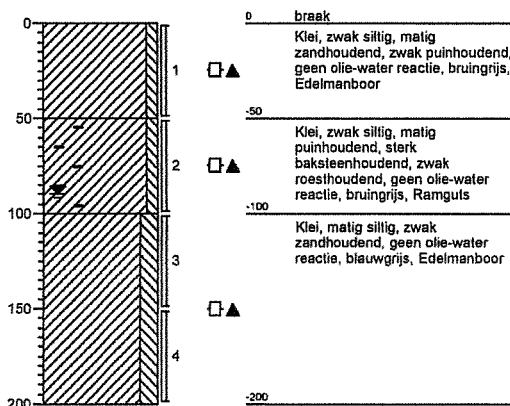 0
0
braak
Klei, zwak siltig, matig
zandhoudend, zwak puinhoudend,
geen olie-water reactie, bruingrijs,
Edelmanboor
1
50
-50
Klei, zwak siltig, matig
puinhoudend, sterk
baksteenhoudend, zwak
roesthoudend, geen olie-water
reactie, bruingrijs, Ramguts
2
100
-100
Klei, matig siltig, zwak
zandhoudend, geen olie-water
reactie, blauwgrijs, Edelmanboor
3
150
4
200
-200